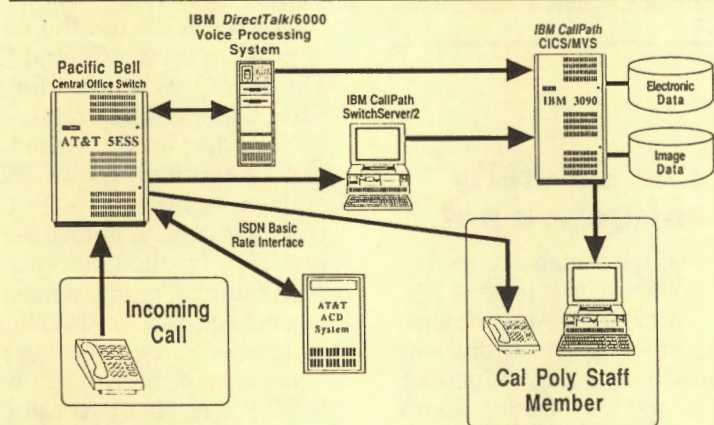 IBM DirectTalk/6000
Voice Processing
System
IBM CallPath
CICS/MVS
Pacific Bell
Central Office Switch
AT&T 5ESS
IBM CallPath
SwitchServer/2
IBM 3090
Electronic
Data
Image
Data
ISDN Basic
Rate Interface
AT&T
ACD
System
Incoming
Call
Cal Poly Staff
Member